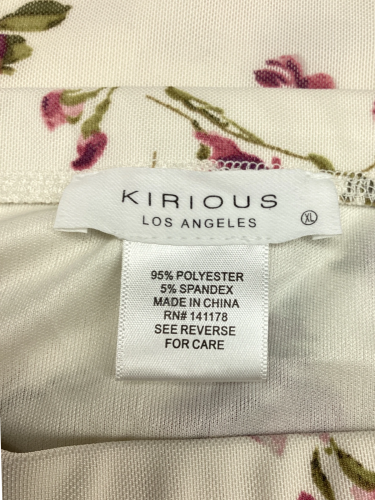 KIRIOUS
LOS ANGELES
XL
95% POLYESTER
5% SPANDEX
MADE IN CHINA
RN# 141178
SEE REVERSE
FOR CARE